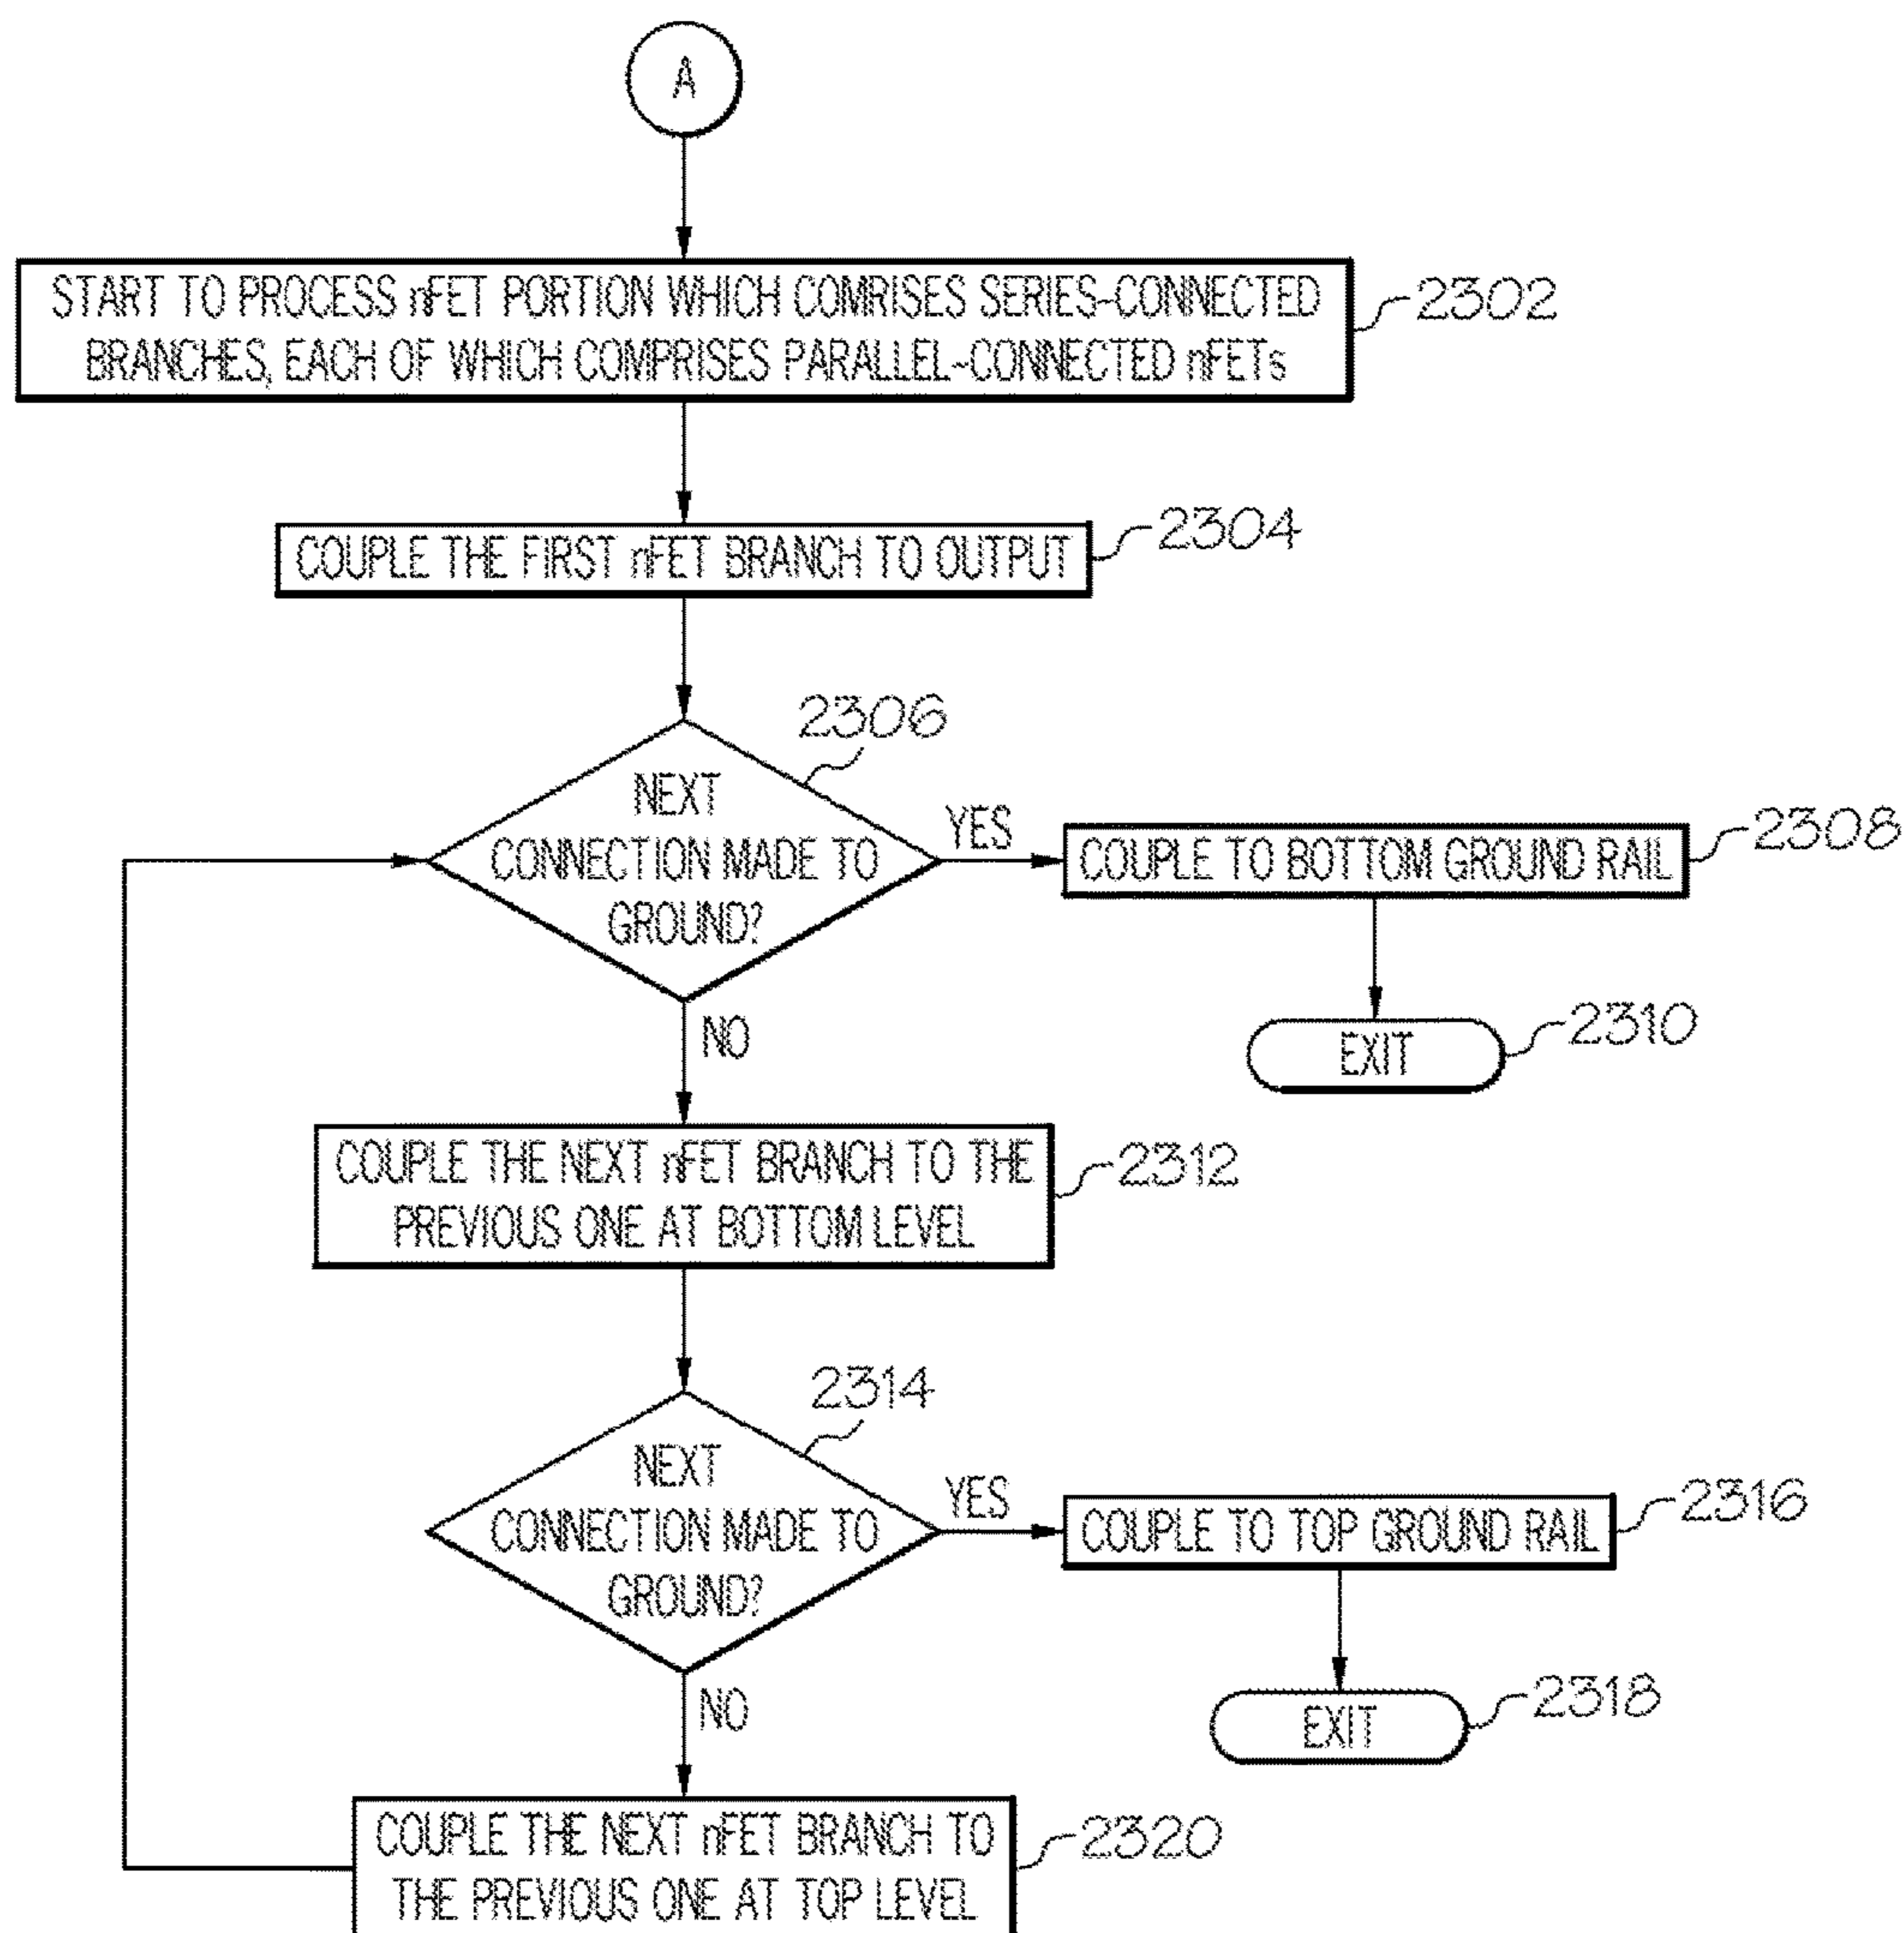 A
START TO PROCESS nFET PORTION WHICH COMRISES SERIES-CONNECTED
BRANCHES, EACH OF WHICH COMPRISES PARALLEL-CONNECTED nFETs
2302
COUPLE THE FIRST nFET BRANCH TO OUTPUT
2304
2306
NEXT
CONNECTION MADE TO
GROUND?
YES
COUPLE TO BOTTOM GROUND RAIL
2308
EXIT
2310
NO
COUPLE THE NEXT nFET BRANCH TO THE
PREVIOUS ONE AT BOTTOM LEVEL
2312
2314
NEXT
CONNECTION MADE TO
GROUND?
YES
COUPLE TO TOP GROUND RAIL
2316
EXIT
2318
NO
COUPLE THE NEXT nFET BRANCH TO
THE PREVIOUS ONE AT TOP LEVEL
2320